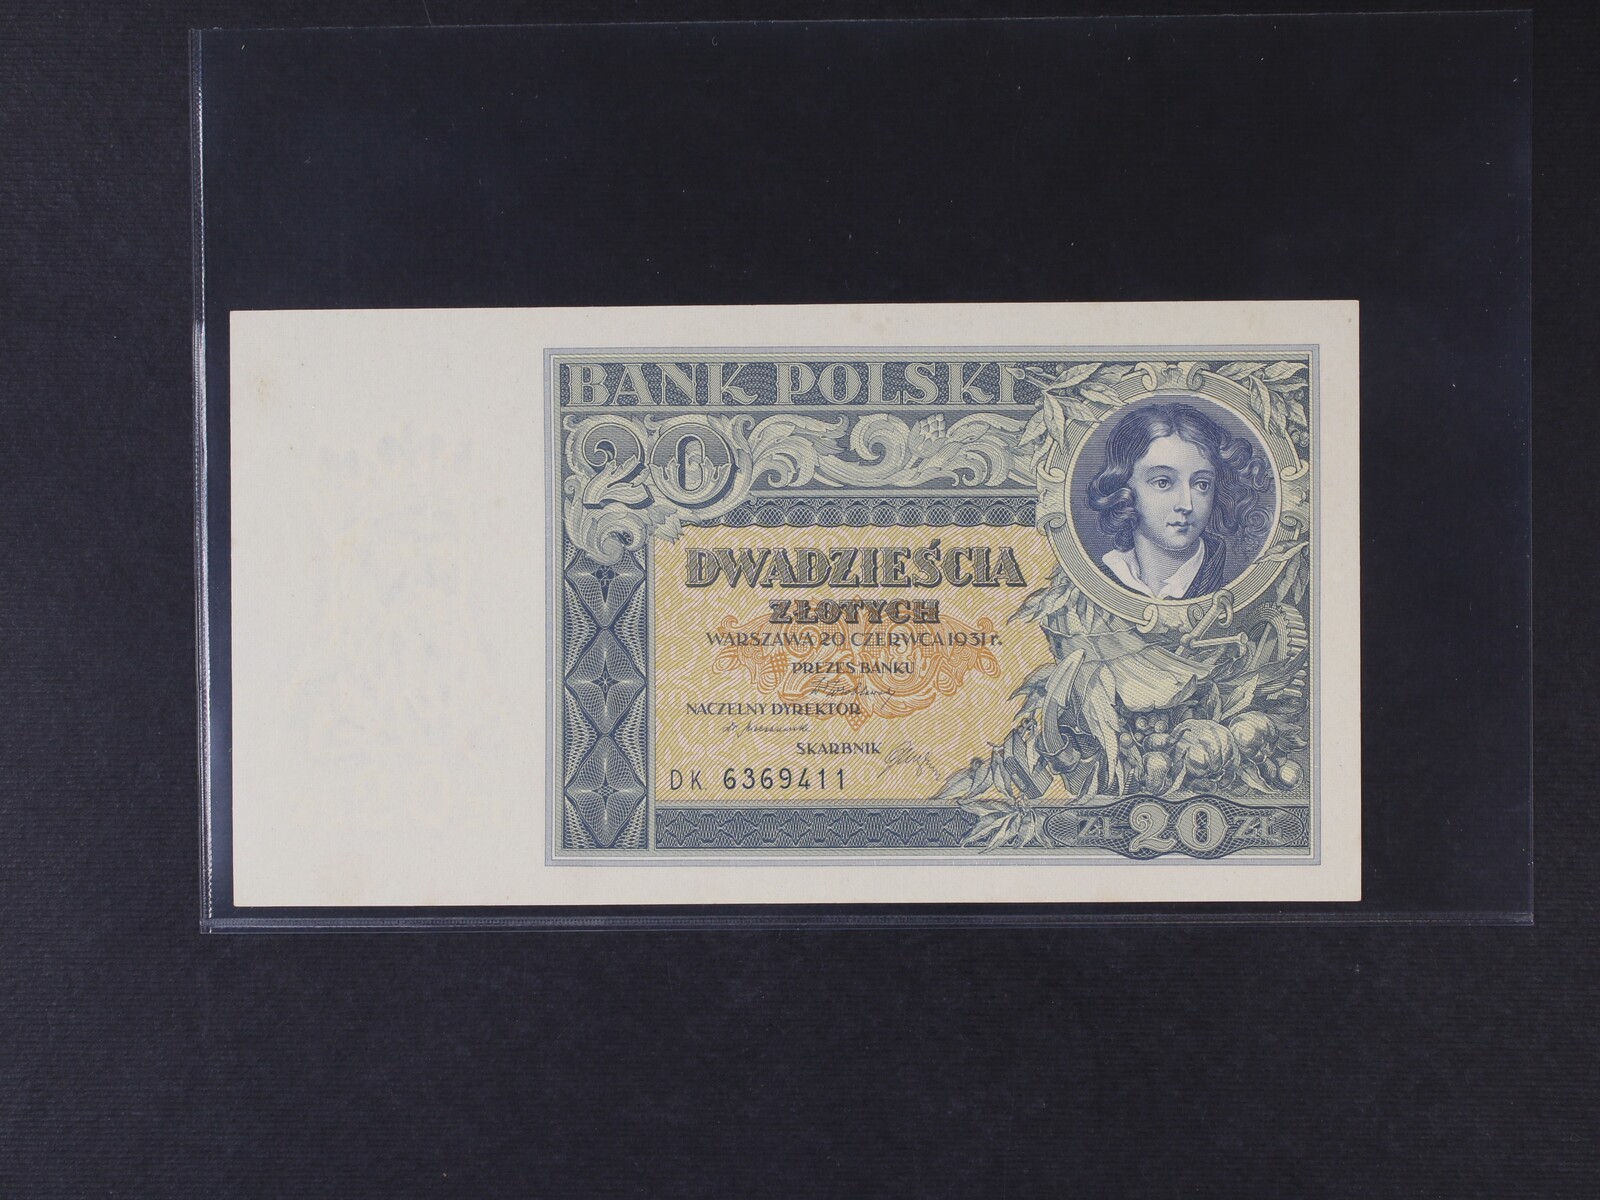 BANK POLSKI
20
DWADZIEŚCIA
ZŁOTYCH
WARSZAWA 20 CZERWCA 1931 r.
20
PREZES BANKU
NACZELNY DYREKTOR
SKARBNIK
DK. 6369411
ZŁ 20 ZŁ